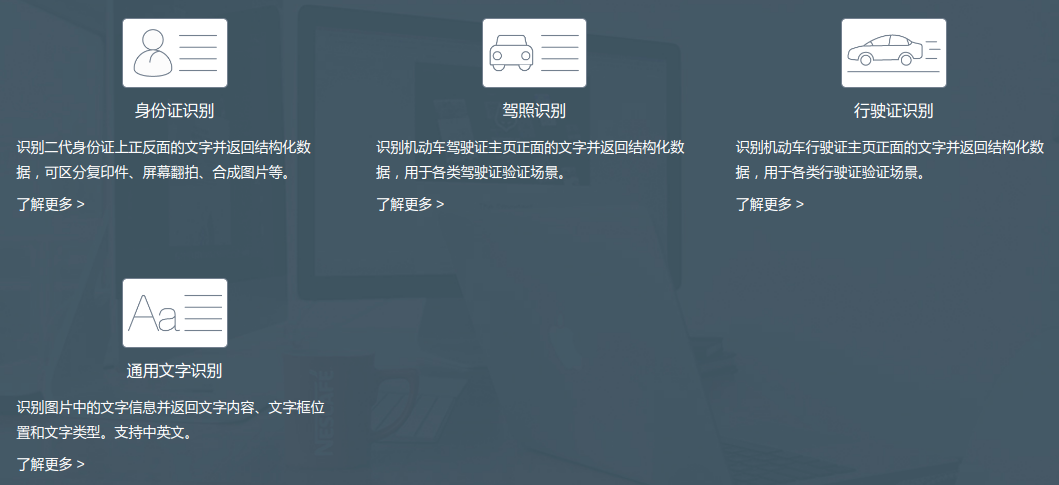 身份证识别
识别二代身份证上正反面的文字并返回结构化数
据，可区分复印件、屏幕翻拍、合成图片等。
了解更多 >
驾照识别
识别机动车驾驶证主页正面的文字并返回结构化数
据，用于各类驾驶证验证场景。
了解更多 >
行驶证识别
识别机动车行驶证主页正面的文字并返回结构化数
据，用于各类行驶证验证场景。
了解更多 >
Aa
通用文字识别
识别图片中的文字信息并返回文字内容、文字框位
置和文字类型。支持中英文。
了解更多 >